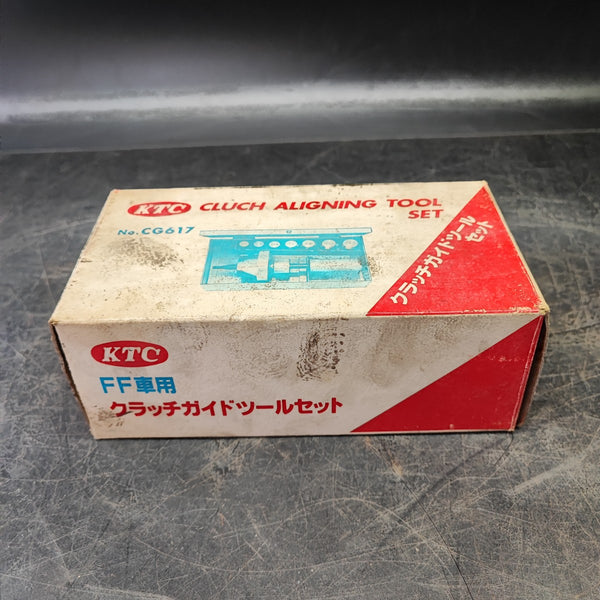 KTC CLUCH ALIGNING TOOL
SET
No.CG617
クラッチガイドツール
セット
KTC
FF車用
クラッチガイドツールセット